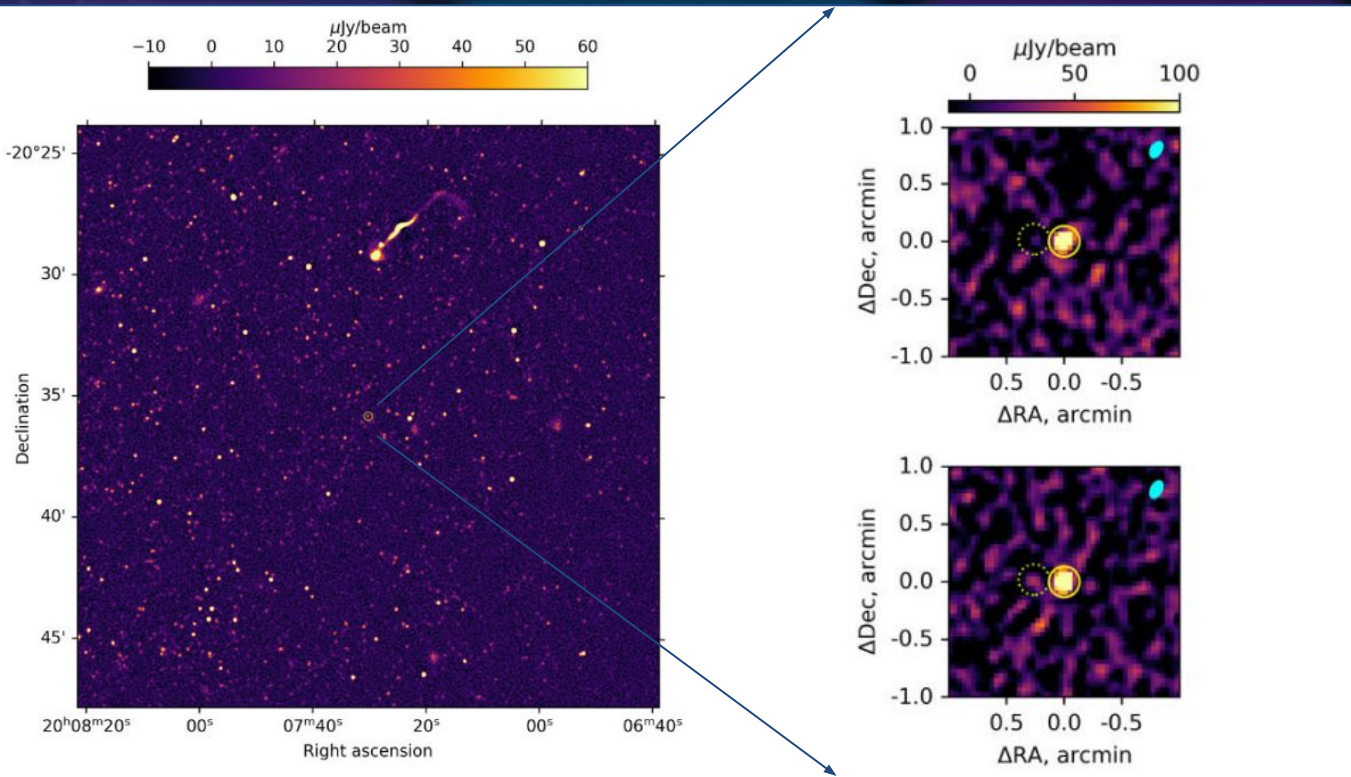 μJy/beam
−10 0 10 20 30 40 50 60
-20°25'
30'
35'
40'
45'
Declination
20ʰ08ᵐ20ˢ 00ˢ 07ᵐ40ˢ 20ˢ 00ˢ 06ᵐ40ˢ
Right ascension
μJy/beam
0 50 100
1.0
0.5
0.0
-0.5
-1.0
ΔDec, arcmin
0.5 0.0 -0.5
ΔRA, arcmin
1.0
0.5
0.0
-0.5
-1.0
ΔDec, arcmin
0.5 0.0 -0.5
ΔRA, arcmin